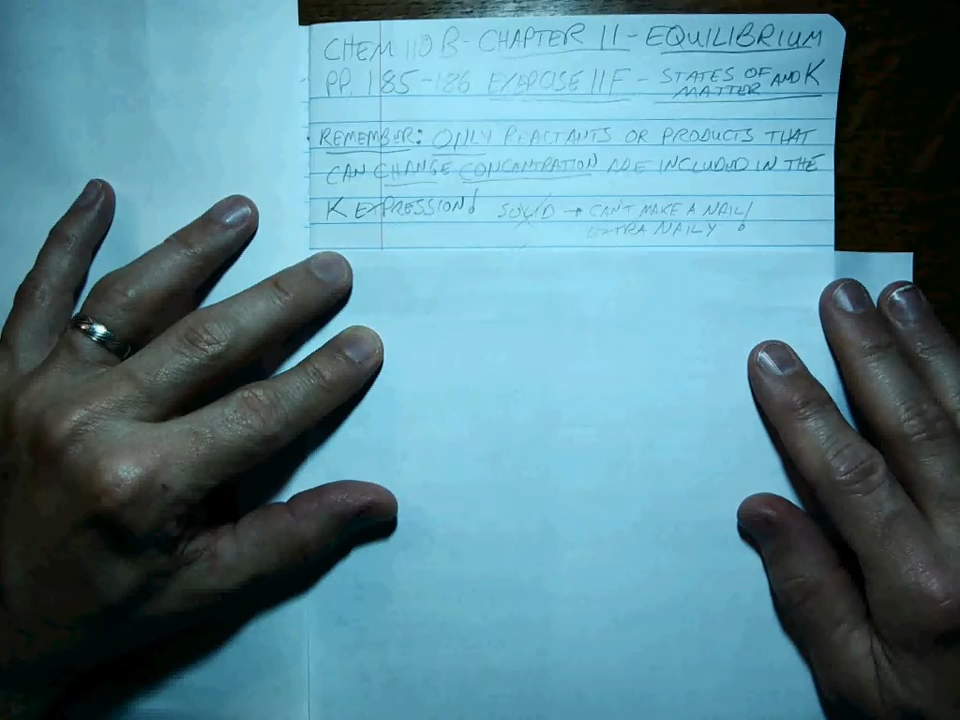 CHEM 110B - CHAPTER 11 - EQUILIBRIUM
PP. 185-186 EXERCISE 11F - STATES OF MATTER AND K
REMEMBER: ONLY REACTANTS OR PRODUCTS THAT
CAN CHANGE CONCENTRATION ARE INCLUDED IN THE
K EXPRESSION! SOLID → CAN'T MAKE A NAIL
EXTRA NAILY!